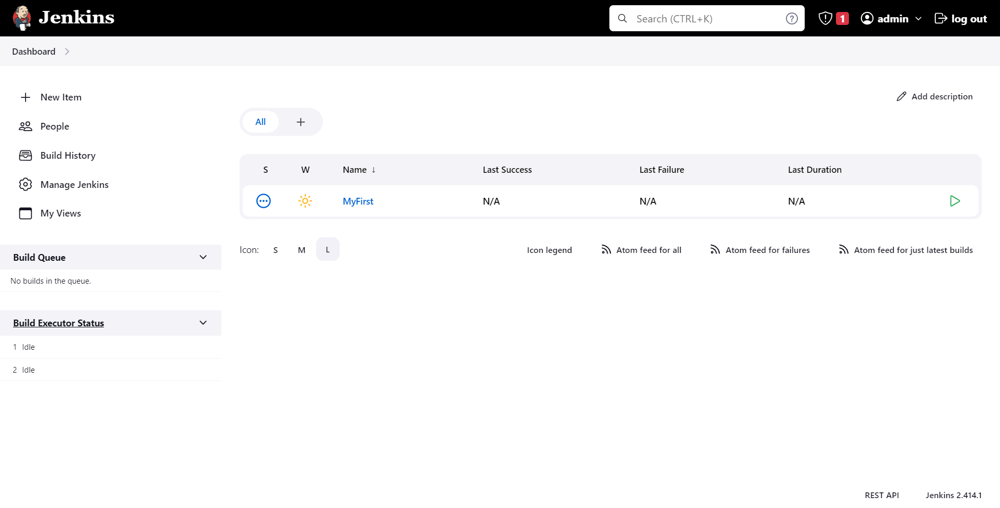 Jenkins
Search (CTRL+K)
1
admin
log out
Dashboard
New Item
People
Build History
Manage Jenkins
My Views
Build Queue
No builds in the queue.
Build Executor Status
1 Idle
2 Idle
Add description
All
S W Name ↓ Last Success Last Failure Last Duration
MyFirst N/A N/A N/A
Icon: S M L
Icon legend Atom feed for all Atom feed for failures Atom feed for just latest builds
REST API Jenkins 2.414.1